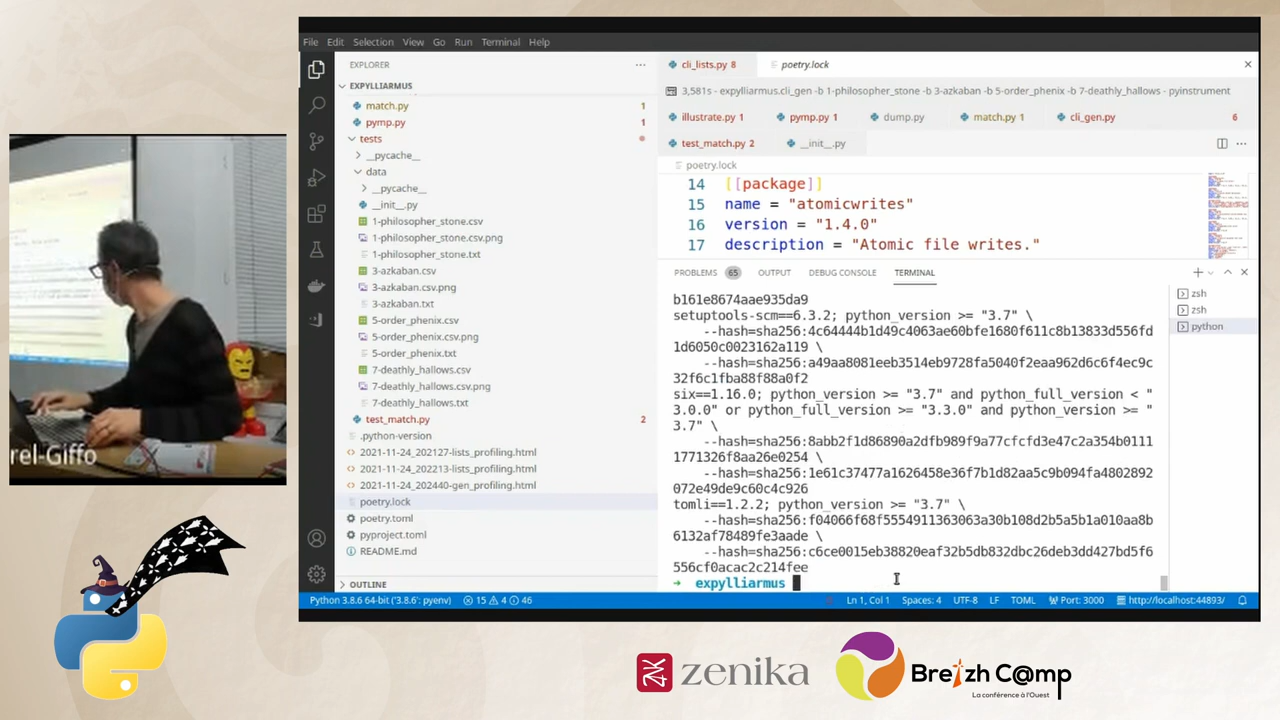 File Edit Selection View Go Run Terminal Help
EXPLORER
EXPYLLIARMUS
match.py 1
pymp.py 1
tests
__pycache__
data
__pycache__
__init__.py
1-philosopher_stone.csv
1-philosopher_stone.csv.png
1-philosopher_stone.txt
3-azkaban.csv
3-azkaban.csv.png
3-azkaban.txt
5-order_phenix.csv
5-order_phenix.csv.png
5-order_phenix.txt
7-deathly_hallows.csv
7-deathly_hallows.csv.png
7-deathly_hallows.txt
test_match.py 2
.python-version
2021-11-24_202127-lists_profiling.html
2021-11-24_202213-lists_profiling.html
2021-11-24_202440-gen_profiling.html
poetry.lock
poetry.toml
pyproject.toml
README.md
OUTLINE
cli_lists.py 8 poetry.lock
3,581s - expylliarmus.cli_gen -b 1-philosopher_stone -b 3-azkaban -b 5-order_phenix -b 7-deathly_hallows - pyinstrument
illustrate.py 1 pymp.py 1 dump.py match.py 1 cli_gen.py 6
test_match.py 2 __init__.py
poetry.lock
14 [[package]]
15 name = "atomicwrites"
16 version = "1.4.0"
17 description = "Atomic file writes."
PROBLEMS 65 OUTPUT DEBUG CONSOLE TERMINAL
zsh
zsh
python
b161e8674aae935da9
setuptools-scm==6.3.2; python_version >= "3.7" \
--hash=sha256:4c64444b1d49c4063ae60bfe1680f611c8b13833d556fd
1d6050c0023162a119 \
--hash=sha256:a49aa8081eeb3514eb9728fa5040f2eaa962d6c6f4ec9c
32f6c1fba88f88a0f2
six==1.16.0; python_version >= "3.7" and python_full_version < "
3.0.0" or python_full_version >= "3.3.0" and python_version >= "
3.7" \
--hash=sha256:8abb2f1d86890a2dfb989f9a77cfcfd3e47c2a354b0111
1771326f8aa26e0254 \
--hash=sha256:1e61c37477a1626458e36f7b1d82aa5c9b094fa4802892
072e49de9c60c4c926
tomli==1.2.2; python_version >= "3.7" \
--hash=sha256:f04066f68f5554911363063a30b108d2b5a5b1a010aa8b
6132af78489fe3aade \
--hash=sha256:c6ce0015eb38820eaf32b5db832dbc26deb3dd427bd5f6
556cf0acac2c214fee
→ expylliarmus
Python 3.8.6 64-bit ('3.8.6': pyenv) 15 4 46 Ln 1, Col 1 Spaces: 4 UTF-8 LF TOML Port: 3000 http://localhost:44893/
rel-Giffo
zenika
Breizh C@mp
La conférence à l'Ouest